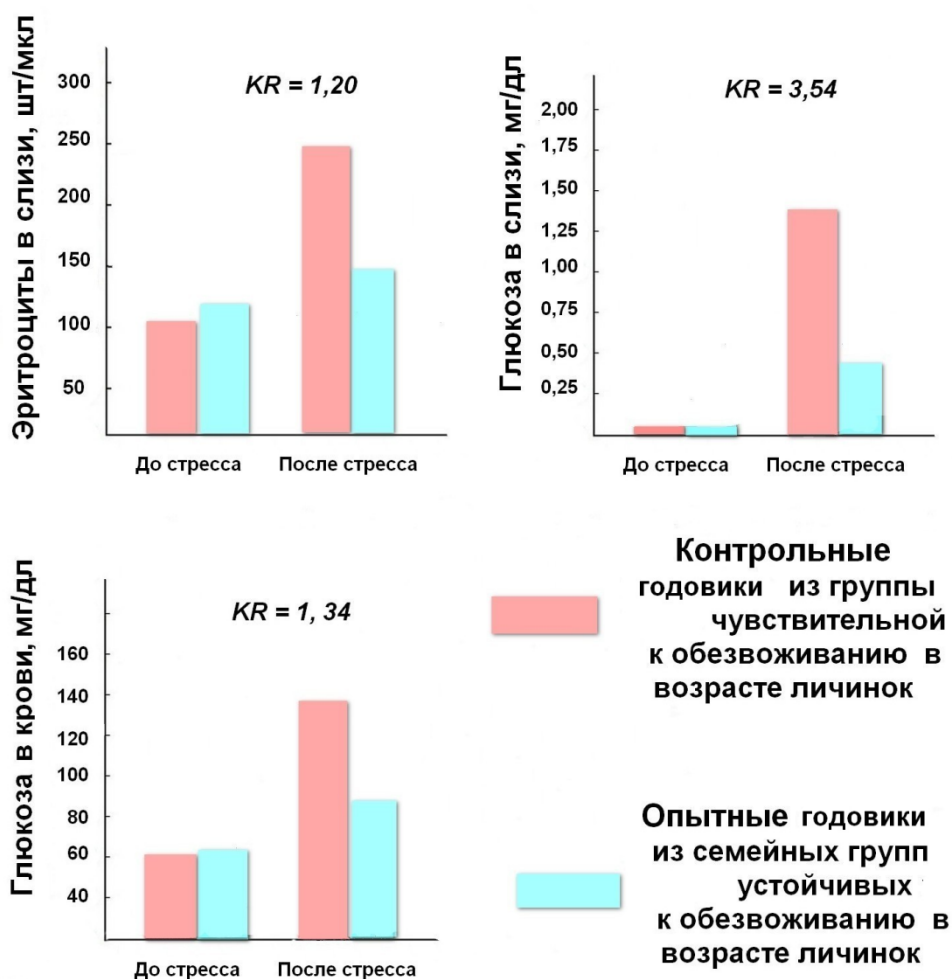 Эритроциты в слизи, шт/мкл
KR = 1,20
300
250
200
150
100
50
До стресса
После стресса
Глюкоза в слизи, мг/дл
KR = 3,54
2,00
1,75
1,50
1,25
1,00
0,75
0,50
0,25
До стресса
После стресса
Глюкоза в крови, мг/дл
KR = 1, 34
160
140
120
100
80
60
40
До стресса
После стресса
Контрольные
годовики из группы
чувствительной
к обезвоживанию в
возрасте личинок
Опытные годовики
из семейных групп
устойчивых
к обезвоживанию в
возрасте личинок